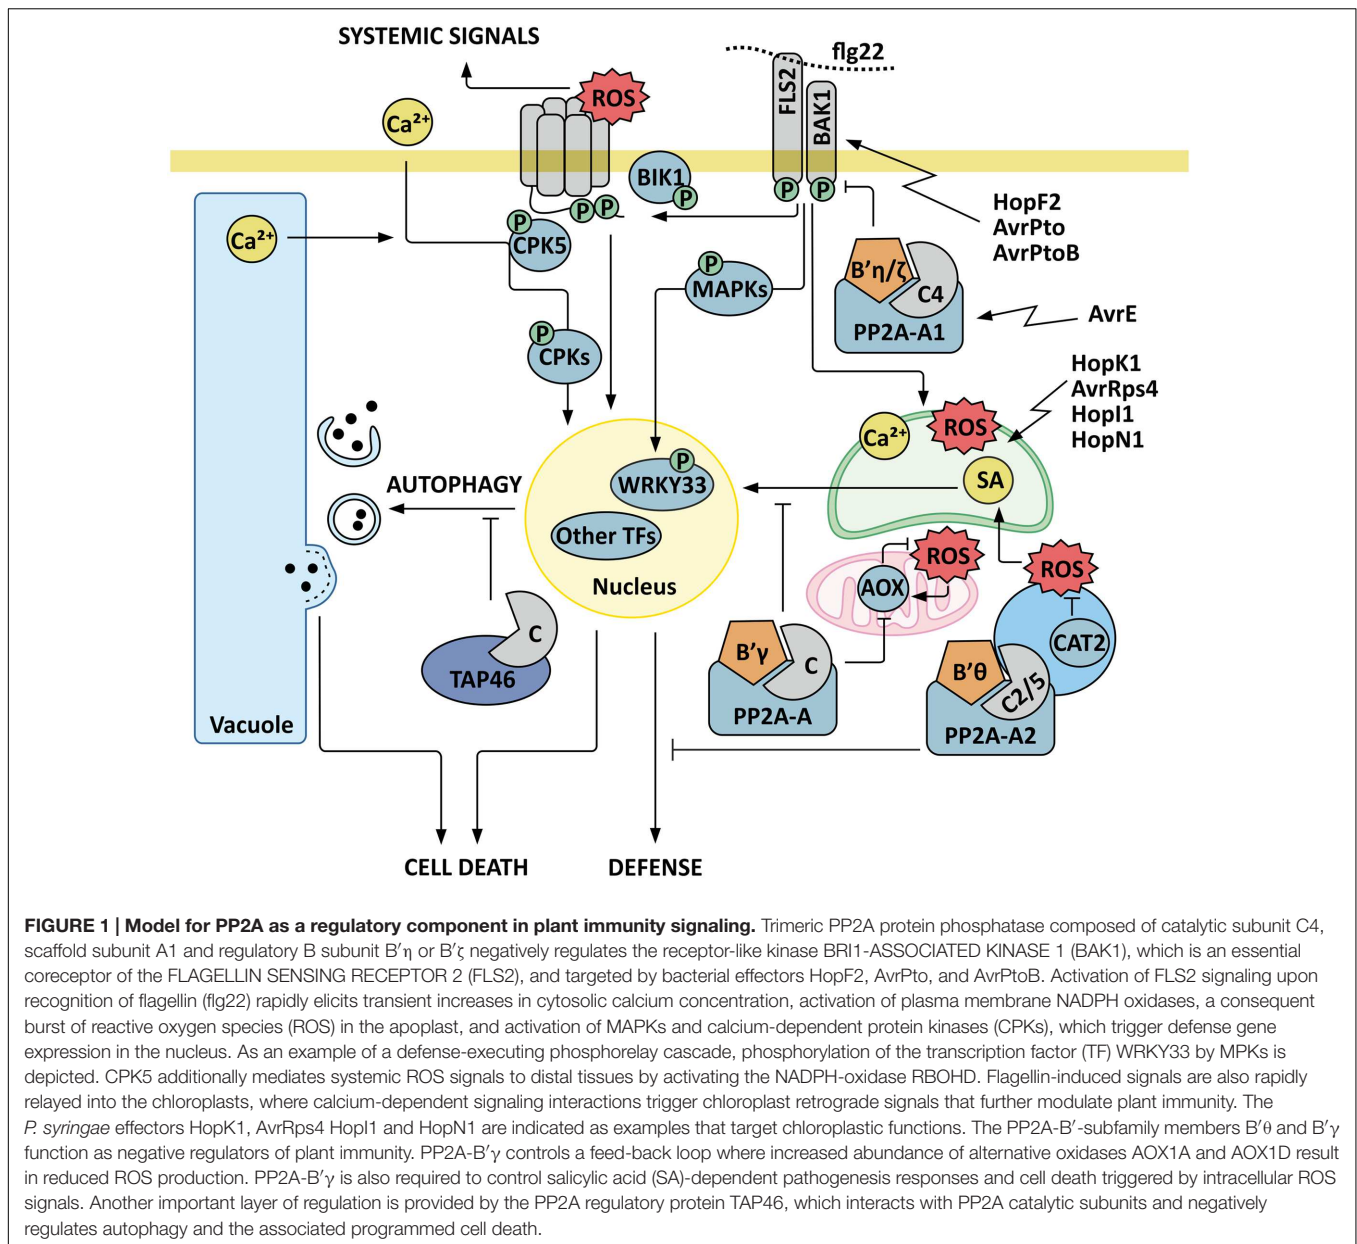 SYSTEMIC SIGNALS
flg22
ROS
FLS2
BAK1
Ca²⁺
BIK1
P
P
P
HopF2
AvrPto
AvrPtoB
P
P
P
CPK5
Ca²⁺
P
MAPKs
B'η/ζ
C4
PP2A-A1
AvrE
P
CPKs
HopK1
AvrRps4
HopI1
HopN1
Ca²⁺
ROS
P
WRKY33
SA
AUTOPHAGY
Other TFs
Nucleus
ROS
AOX
ROS
CAT2
C
TAP46
B'γ
C
PP2A-A
B'θ
C2/5
PP2A-A2
Vacuole
CELL DEATH
DEFENSE
FIGURE 1 | Model for PP2A as a regulatory component in plant immunity signaling. Trimeric PP2A protein phosphatase composed of catalytic subunit C4,
scaffold subunit A1 and regulatory B subunit B'η or B'ζ negatively regulates the receptor-like kinase BRI1-ASSOCIATED KINASE 1 (BAK1), which is an essential
coreceptor of the FLAGELLIN SENSING RECEPTOR 2 (FLS2), and targeted by bacterial effectors HopF2, AvrPto, and AvrPtoB. Activation of FLS2 signaling upon
recognition of flagellin (flg22) rapidly elicits transient increases in cytosolic calcium concentration, activation of plasma membrane NADPH oxidases, a consequent
burst of reactive oxygen species (ROS) in the apoplast, and activation of MAPKs and calcium-dependent protein kinases (CPKs), which trigger defense gene
expression in the nucleus. As an example of a defense-executing phosphorelay cascade, phosphorylation of the transcription factor (TF) WRKY33 by MPKs is
depicted. CPK5 additionally mediates systemic ROS signals to distal tissues by activating the NADPH-oxidase RBOHD. Flagellin-induced signals are also rapidly
relayed into the chloroplasts, where calcium-dependent signaling interactions trigger chloroplast retrograde signals that further modulate plant immunity. The
P. syringae effectors HopK1, AvrRps4 HopI1 and HopN1 are indicated as examples that target chloroplastic functions. The PP2A-B'-subfamily members B'θ and B'γ
function as negative regulators of plant immunity. PP2A-B'γ controls a feed-back loop where increased abundance of alternative oxidases AOX1A and AOX1D result
in reduced ROS production. PP2A-B'γ is also required to control salicylic acid (SA)-dependent pathogenesis responses and cell death triggered by intracellular ROS
signals. Another important layer of regulation is provided by the PP2A regulatory protein TAP46, which interacts with PP2A catalytic subunits and negatively
regulates autophagy and the associated programmed cell death.